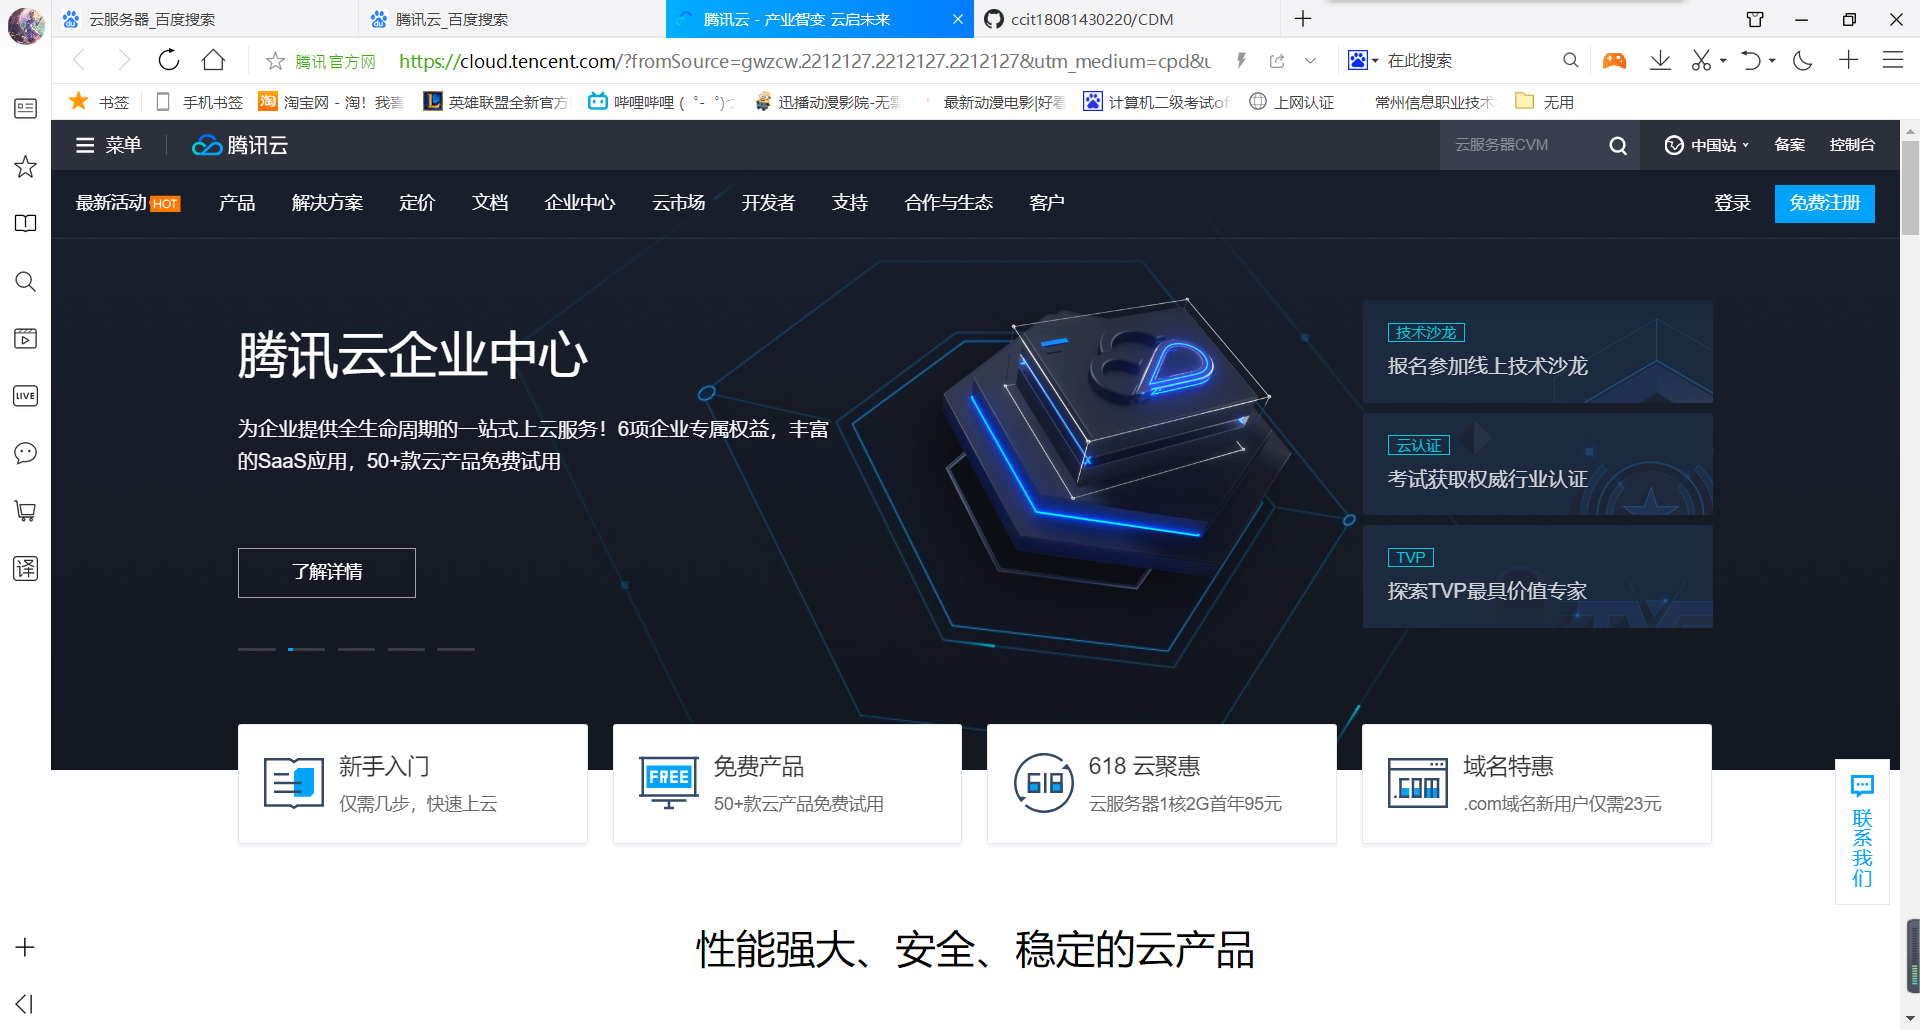 云服务器_百度搜索
腾讯云_百度搜索
腾讯云 - 产业智变 云启未来
ccit18081430220/CDM
腾讯官方网
https://cloud.tencent.com/?fromSource=gwzcw.2212127.2212127.2212127&utm_medium=cpd&u
在此搜索
书签
手机书签
淘宝网 - 淘！我喜
英雄联盟全新官方
哔哩哔哩 ( ゜- ゜)つ
迅播动漫影院-无需
最新动漫电影|好看
计算机二级考试of
上网认证
常州信息职业技术
无用
菜单
腾讯云
云服务器CVM
中国站
备案
控制台
最新活动 HOT
产品
解决方案
定价
文档
企业中心
云市场
开发者
支持
合作与生态
客户
登录
免费注册
LIVE
译
腾讯云企业中心
为企业提供全生命周期的一站式上云服务！6项企业专属权益，丰富
的SaaS应用，50+款云产品免费试用
了解详情
技术沙龙
报名参加线上技术沙龙
云认证
考试获取权威行业认证
TVP
探索TVP最具价值专家
新手入门
仅需几步，快速上云
FREE
免费产品
50+款云产品免费试用
618
618 云聚惠
云服务器1核2G首年95元
.com
域名特惠
.com域名新用户仅需23元
联系我们
性能强大、安全、稳定的云产品